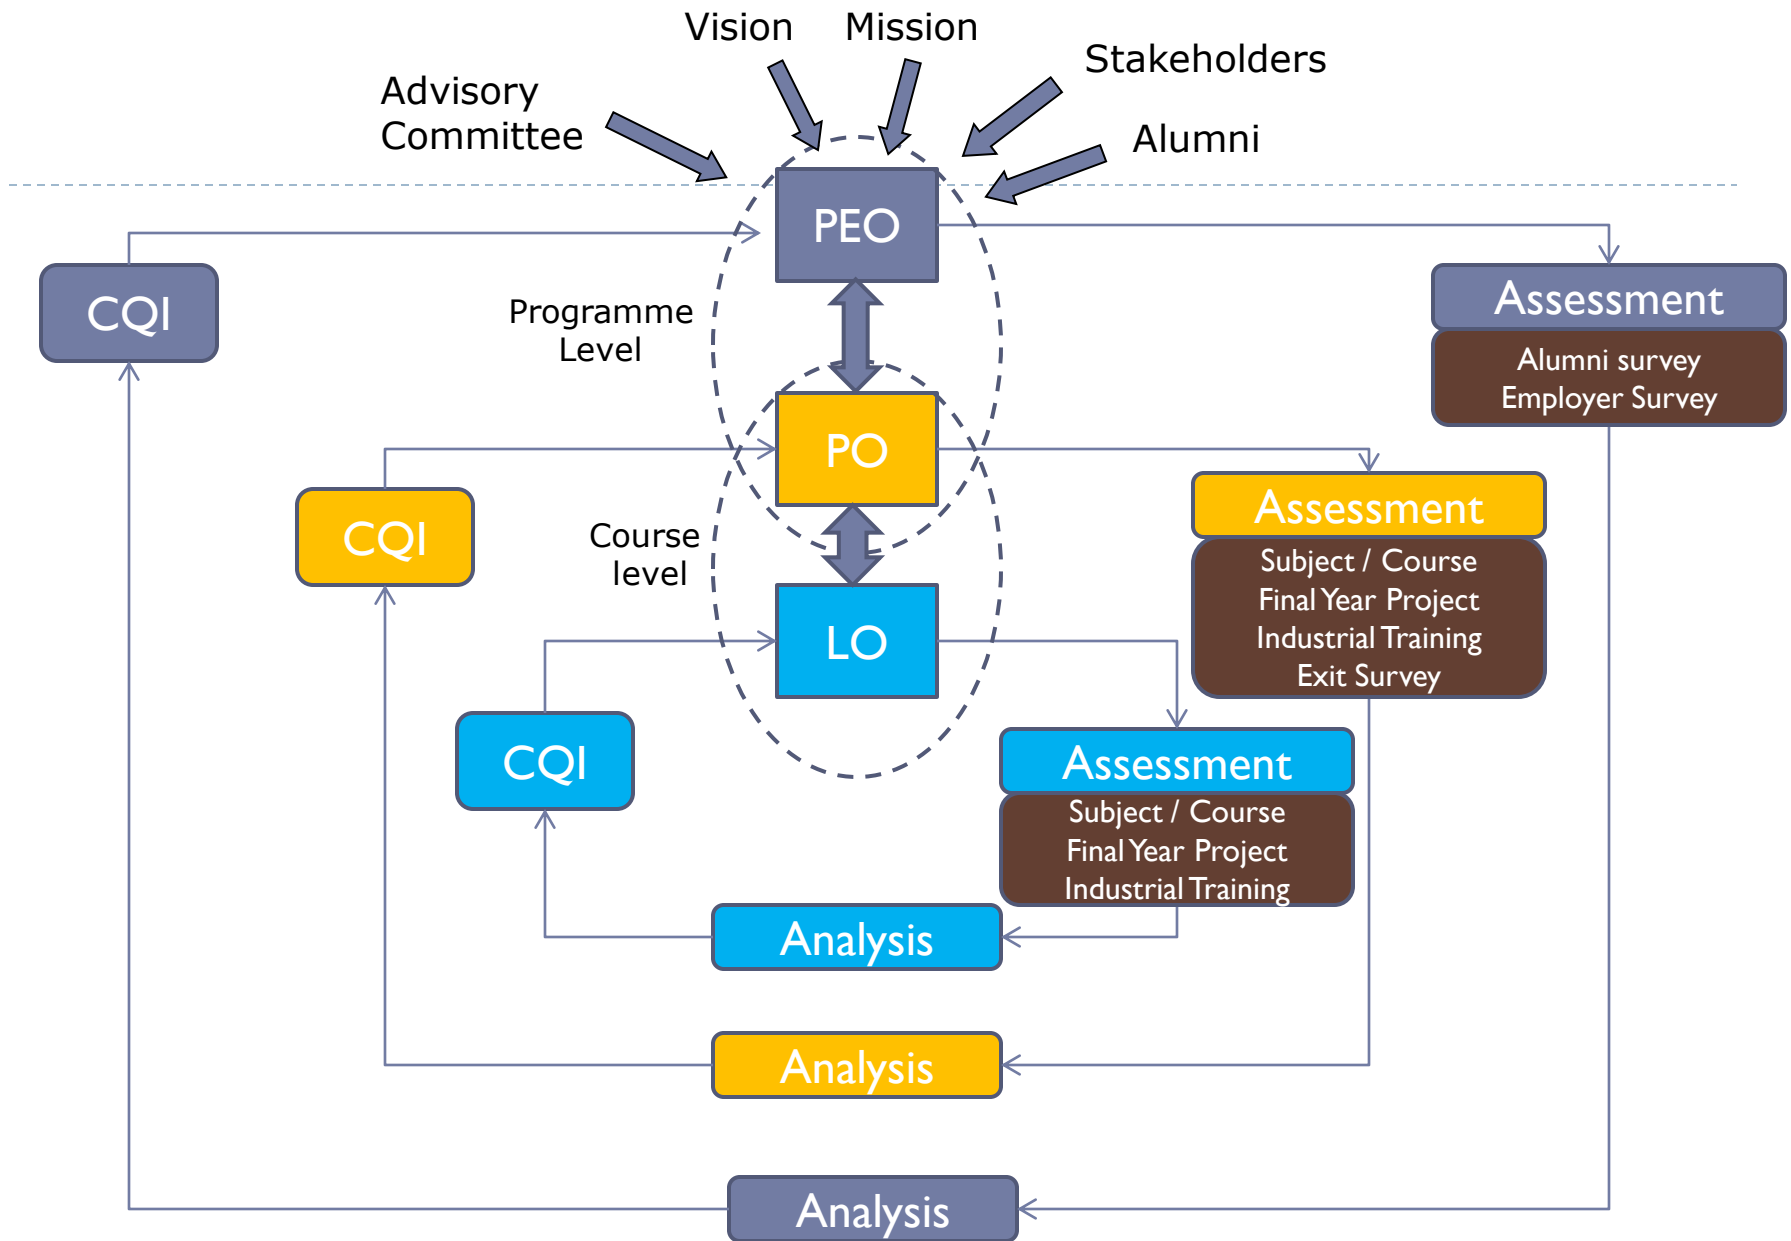 Vision
Mission
Stakeholders
Advisory
Committee
Alumni
PEO
CQI
Assessment
Alumni survey
Employer Survey
Programme
Level
PO
CQI
Assessment
Subject / Course
Final Year Project
Industrial Training
Exit Survey
Course
level
LO
CQI
Assessment
Subject / Course
Final Year Project
Industrial Training
Analysis
Analysis
Analysis